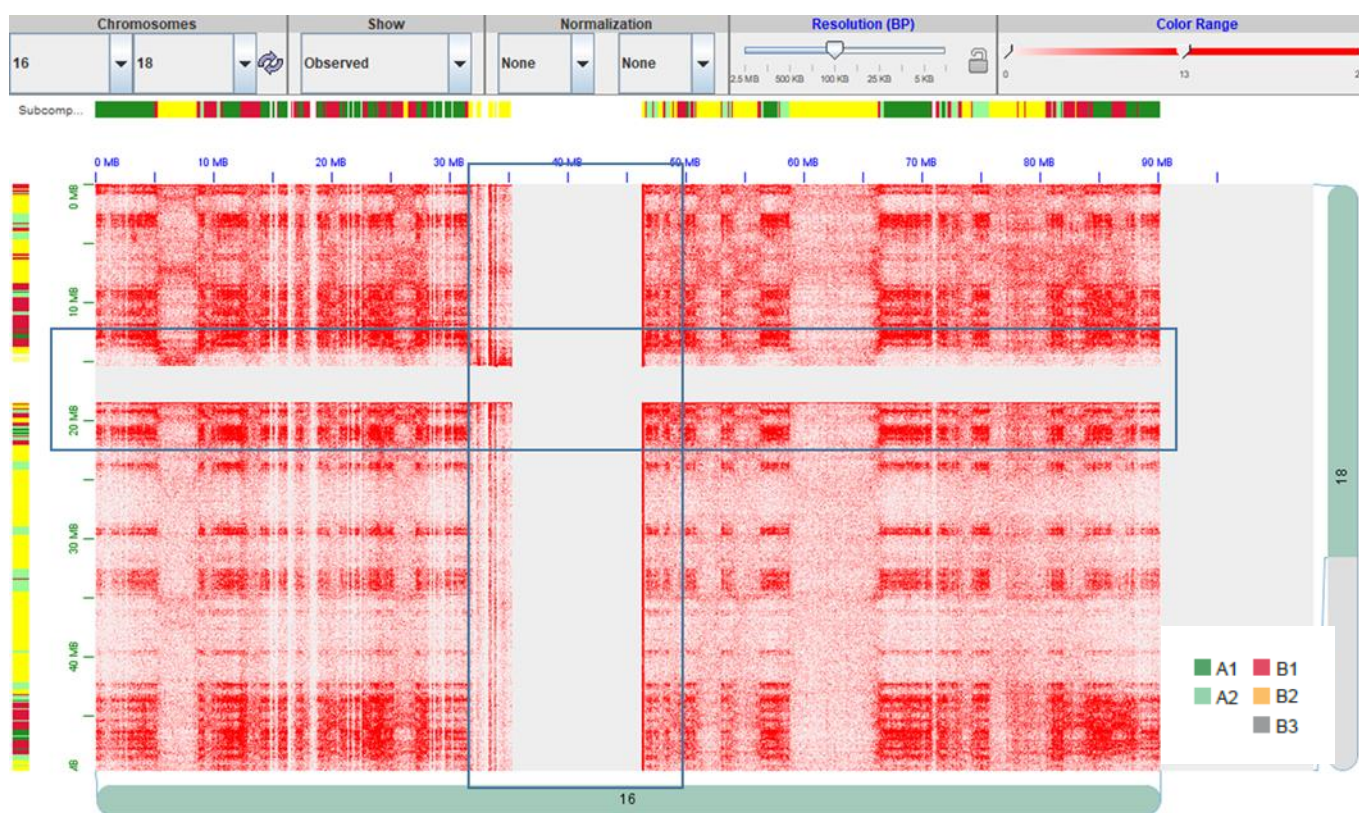 Chromosomes Show Normalization Resolution (BP) Color Range
16 18 Observed None None
2.5 MB 500 KB 100 KB 25 KB 5 KB
0 13 2
Subcomp...
0 MB 10 MB 20 MB 30 MB 40 MB 50 MB 60 MB 70 MB 80 MB 90 MB
0 MB
10 MB
20 MB
30 MB
40 MB
MB
18
A1 B1
A2 B2
B3
16